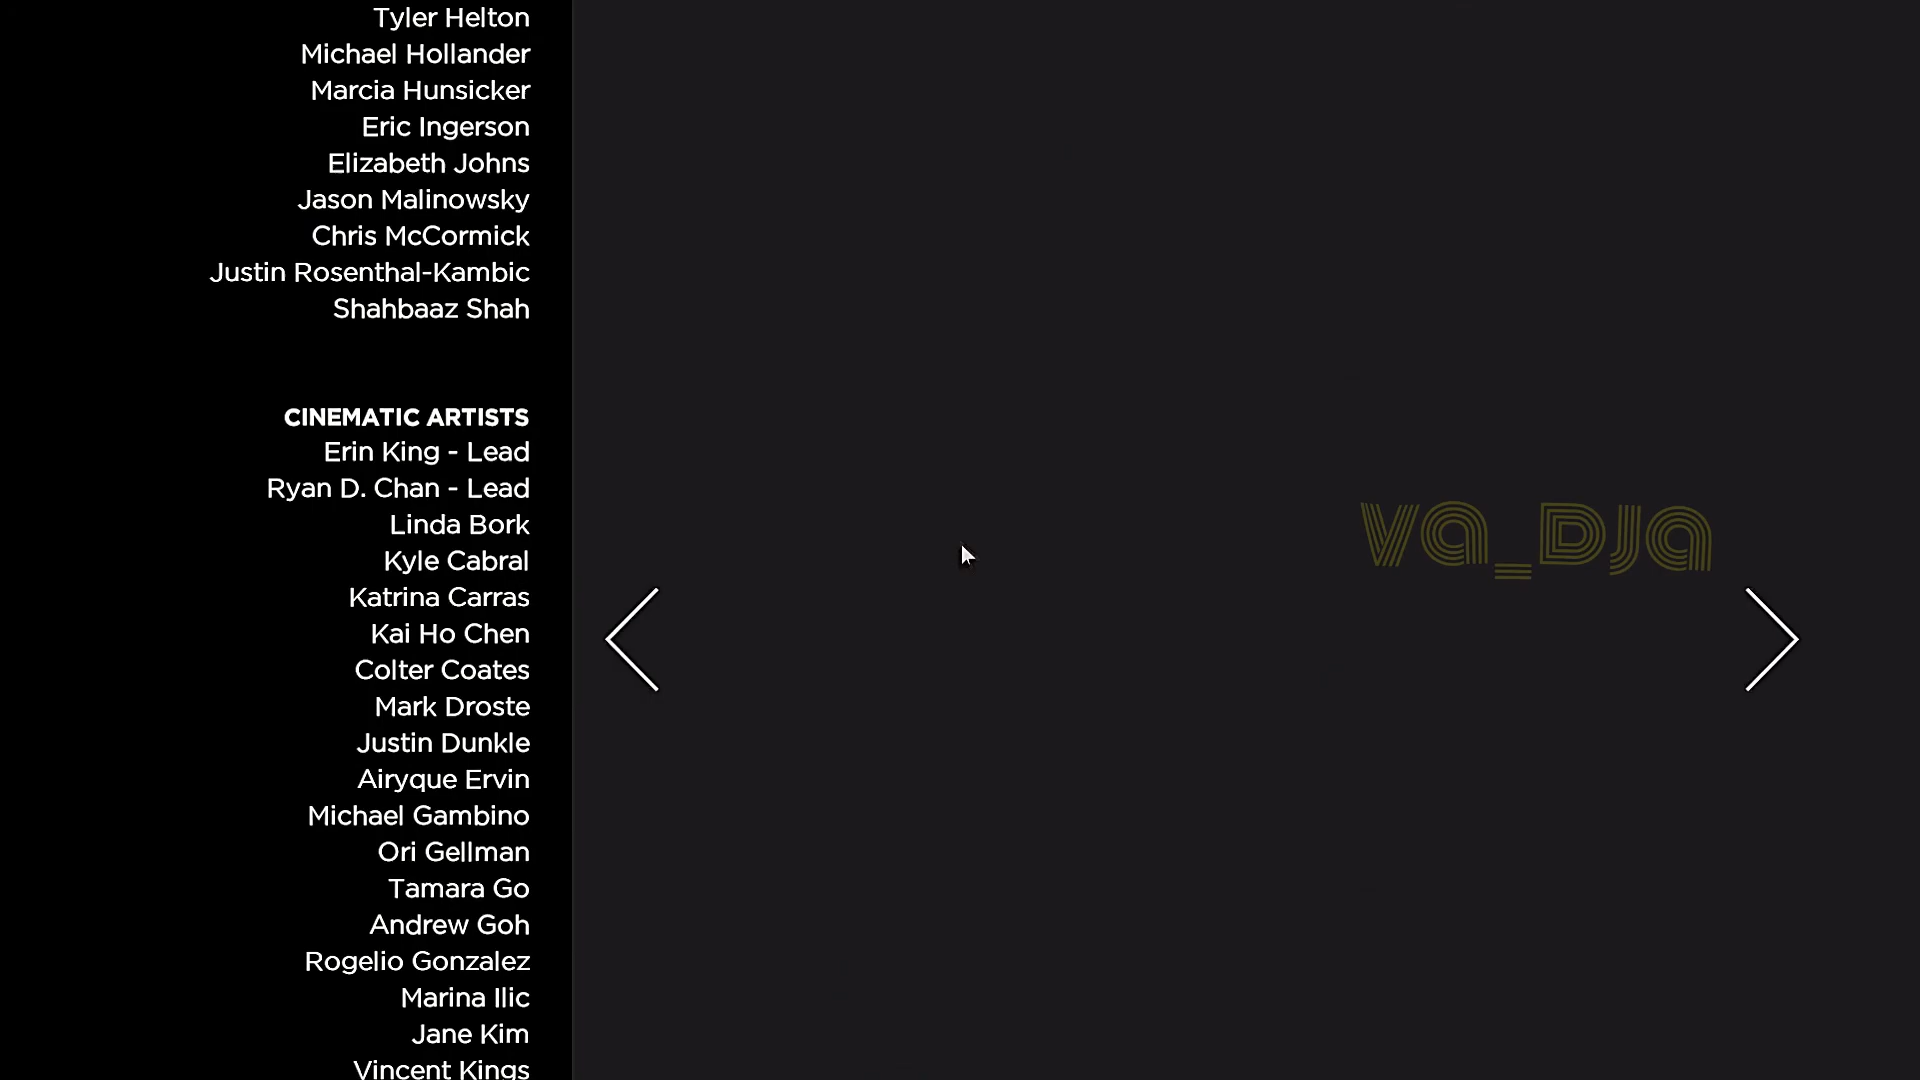 Tyler Helton
Michael Hollander
Marcia Hunsicker
Eric Ingerson
Elizabeth Johns
Jason Malinowsky
Chris McCormick
Justin Rosenthal-Kambic
Shahbaaz Shah
CINEMATIC ARTISTS
Erin King - Lead
Ryan D. Chan - Lead
Linda Bork
Kyle Cabral
Katrina Carras
Kai Ho Chen
Colter Coates
Mark Droste
Justin Dunkle
Airyque Ervin
Michael Gambino
Ori Gellman
Tamara Go
Andrew Goh
Rogelio Gonzalez
Marina Ilic
Jane Kim
Vincent Kings
va_DJa